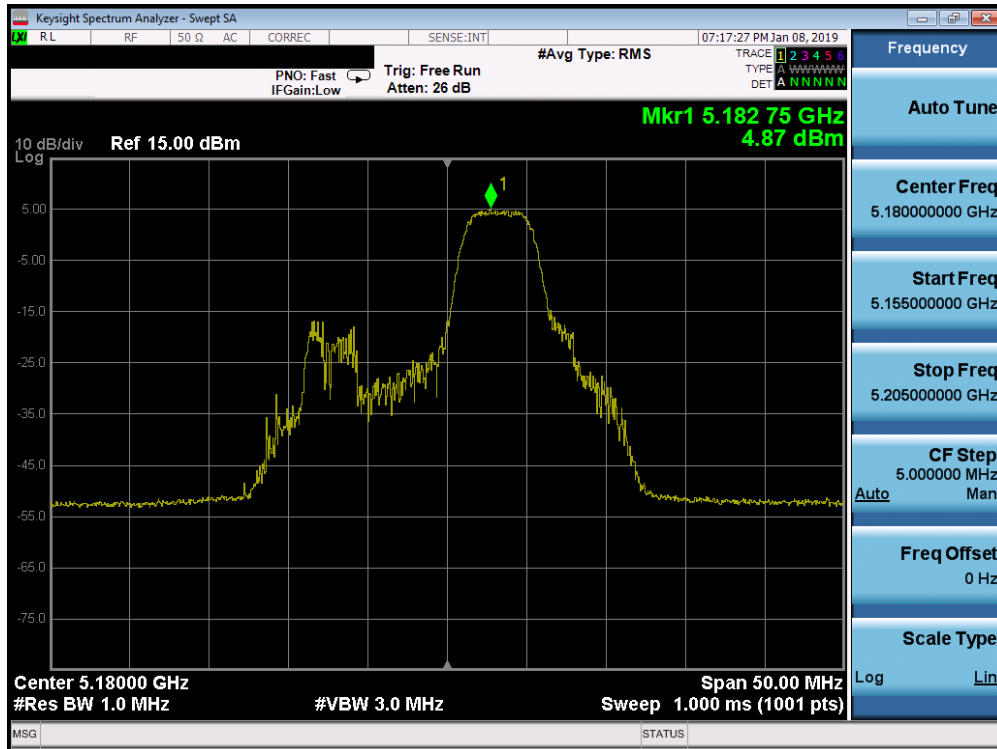 Keysight Spectrum Analyzer - Swept SA
LXI RL RF 50 Ω AC CORREC SENSE:INT 07:17:27 PM Jan 08, 2019
#Avg Type: RMS
TRACE 1 2 3 4 5 6
TYPE A WWWWW
DET A N N N N N
PNO: Fast
IFGain:Low
Trig: Free Run
Atten: 26 dB
Mkr1 5.182 75 GHz
4.87 dBm
10 dB/div Ref 15.00 dBm
Log
1
5.00
-5.00
-15.0
-25.0
-35.0
-45.0
-55.0
-65.0
-75.0
Center 5.18000 GHz Span 50.00 MHz
#Res BW 1.0 MHz #VBW 3.0 MHz Sweep 1.000 ms (1001 pts)
MSG STATUS
Frequency
Auto Tune
Center Freq
5.180000000 GHz
Start Freq
5.155000000 GHz
Stop Freq
5.205000000 GHz
CF Step
5.000000 MHz
Auto Man
Freq Offset
0 Hz
Scale Type
Log Lin